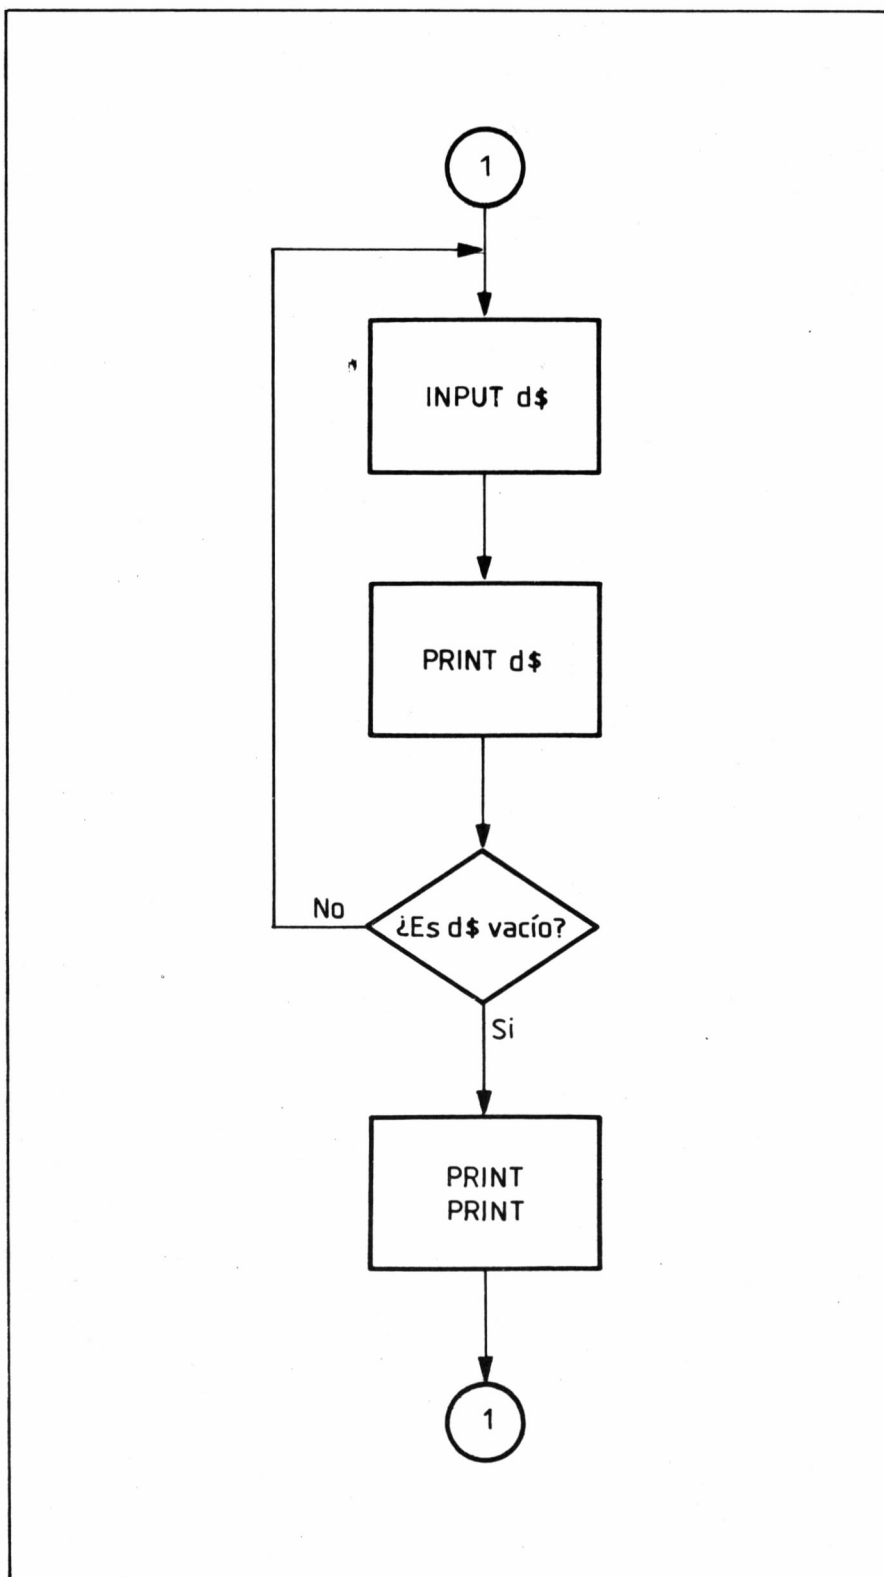 1
INPUT d$
PRINT d$
No
¿Es d$ vacío?
Si
PRINT
PRINT
1